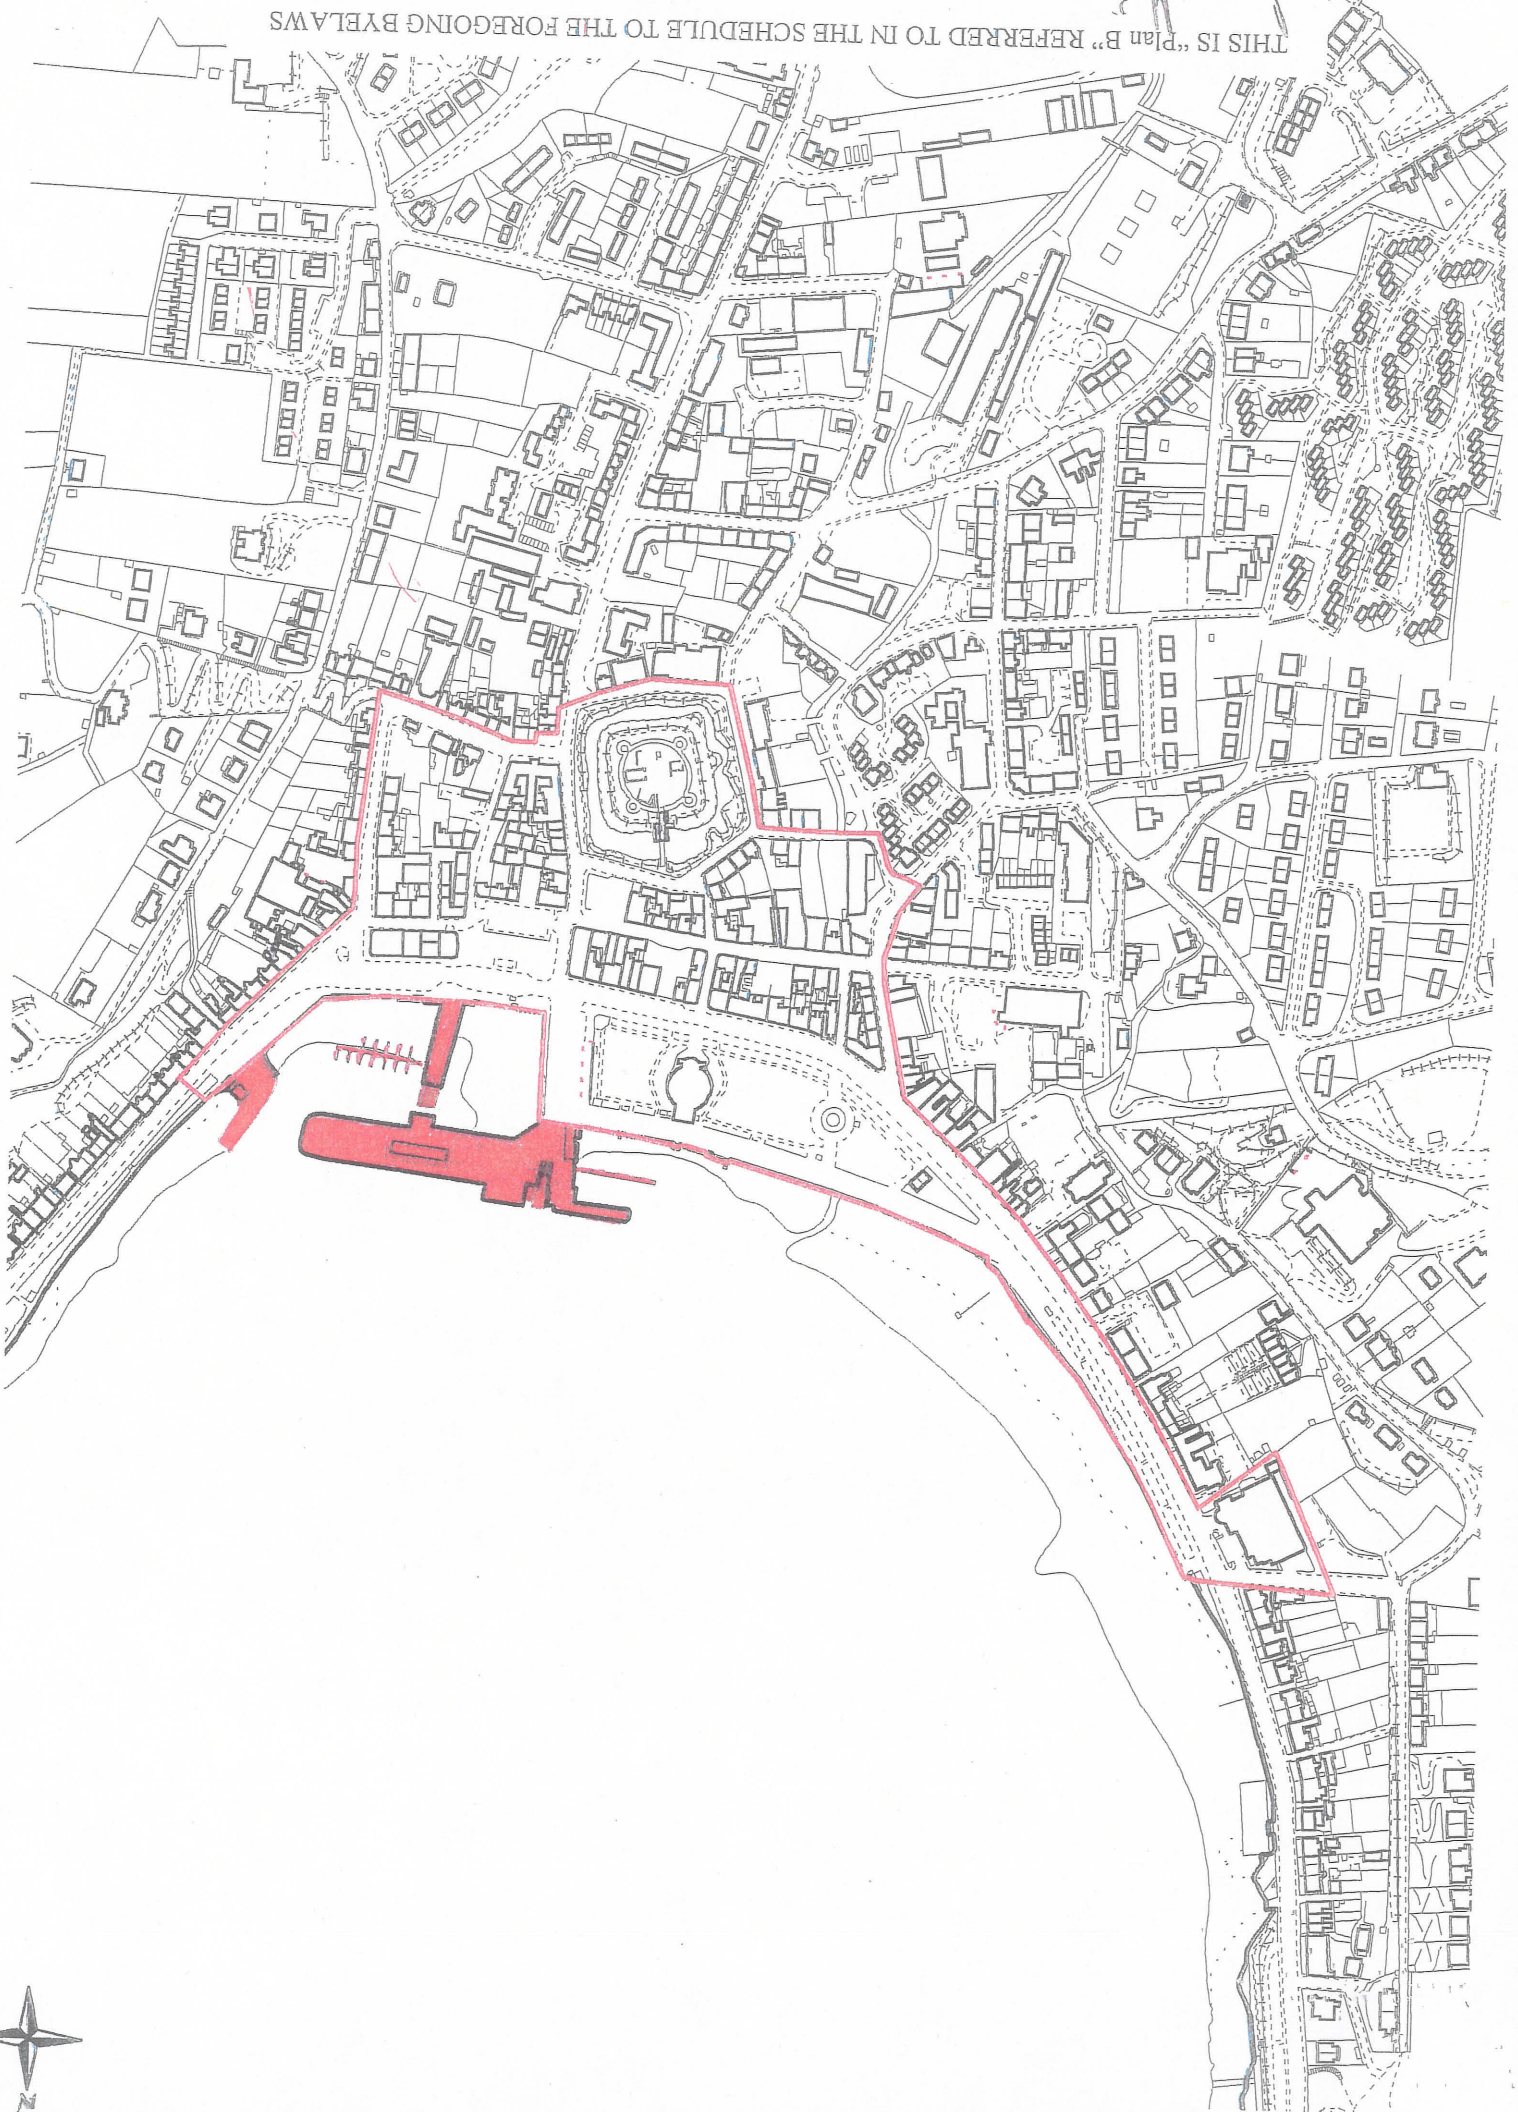 THIS IS “Plan B” REFERRED TO IN THE SCHEDULE TO THE FOREGOING BYELAWS
N